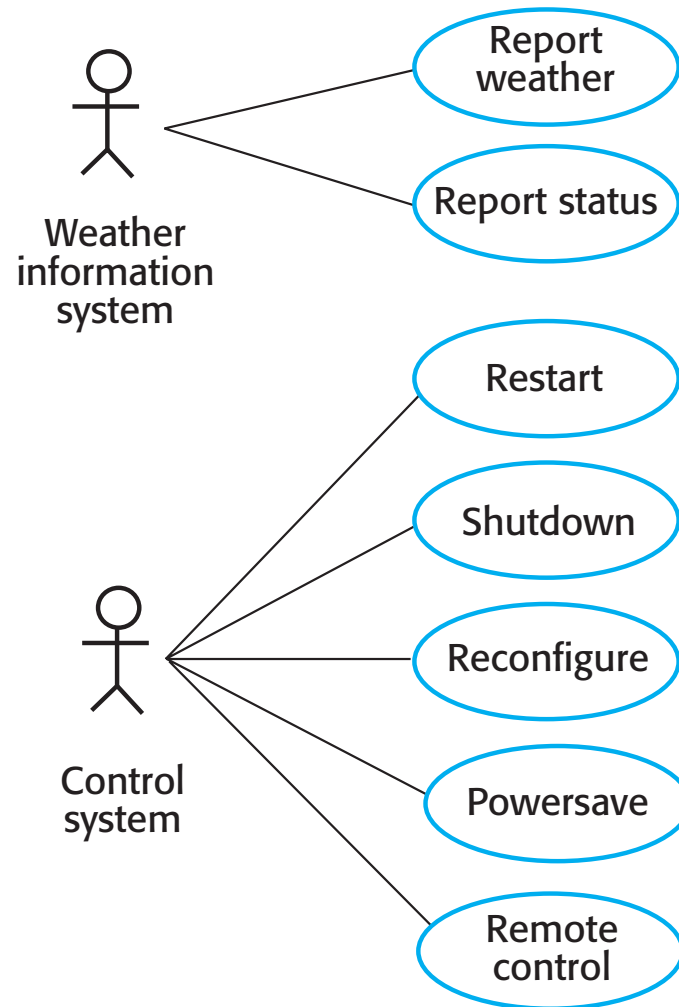 Report
weather
Report status
Weather
information
system
Restart
Shutdown
Reconfigure
Control
system
Powersave
Remote
control